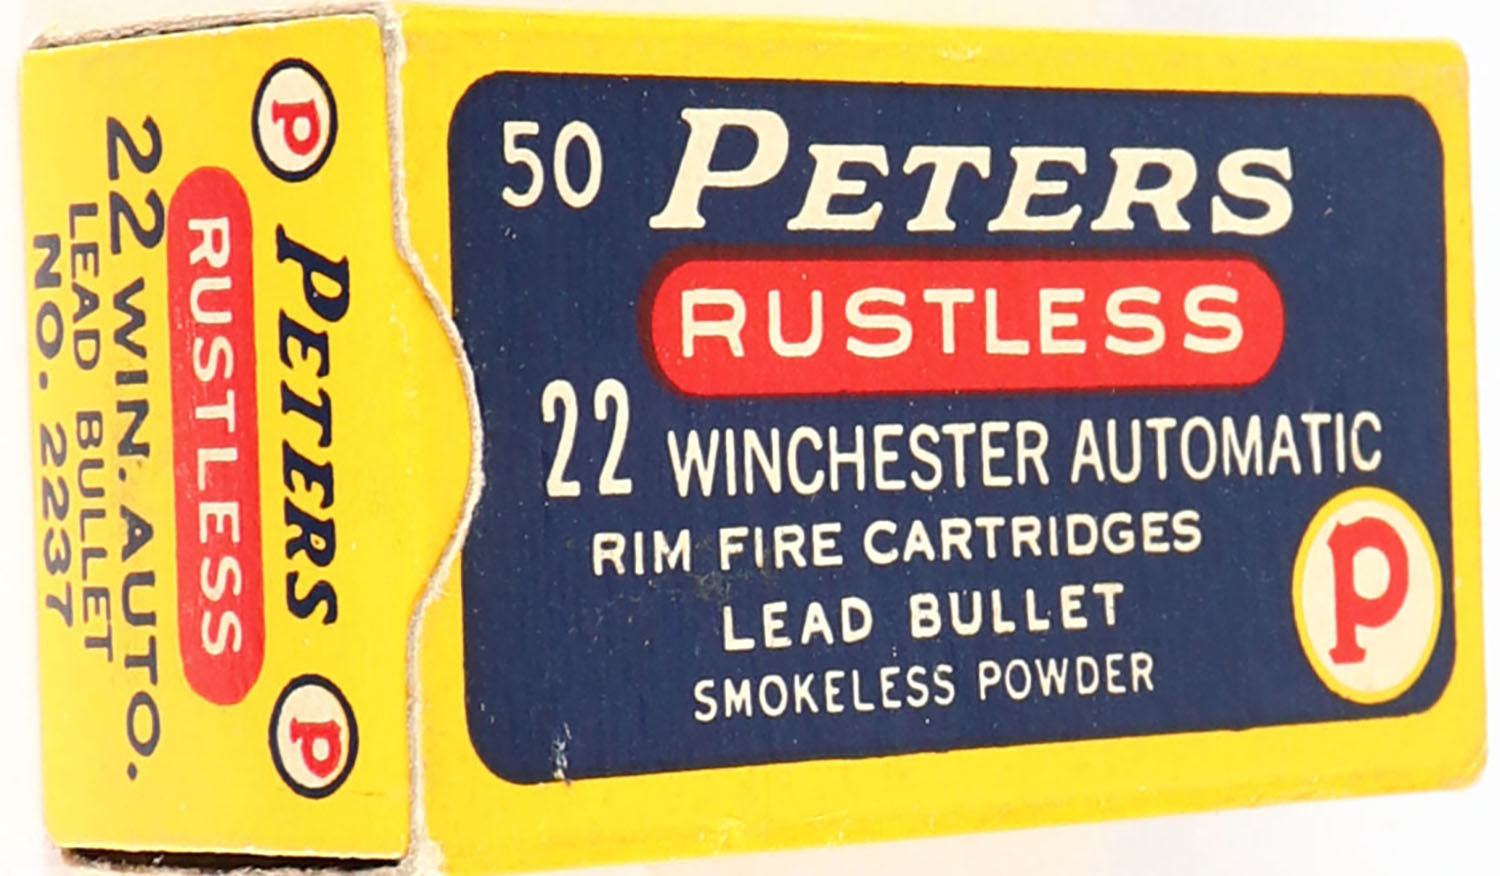 50 PETERS
RUSTLESS
22 WINCHESTER AUTOMATIC
RIM FIRE CARTRIDGES
LEAD BULLET
SMOKELESS POWDER
P
P PETERS P
RUSTLESS
22 WIN. AUTO.
LEAD BULLET
NO. 2237